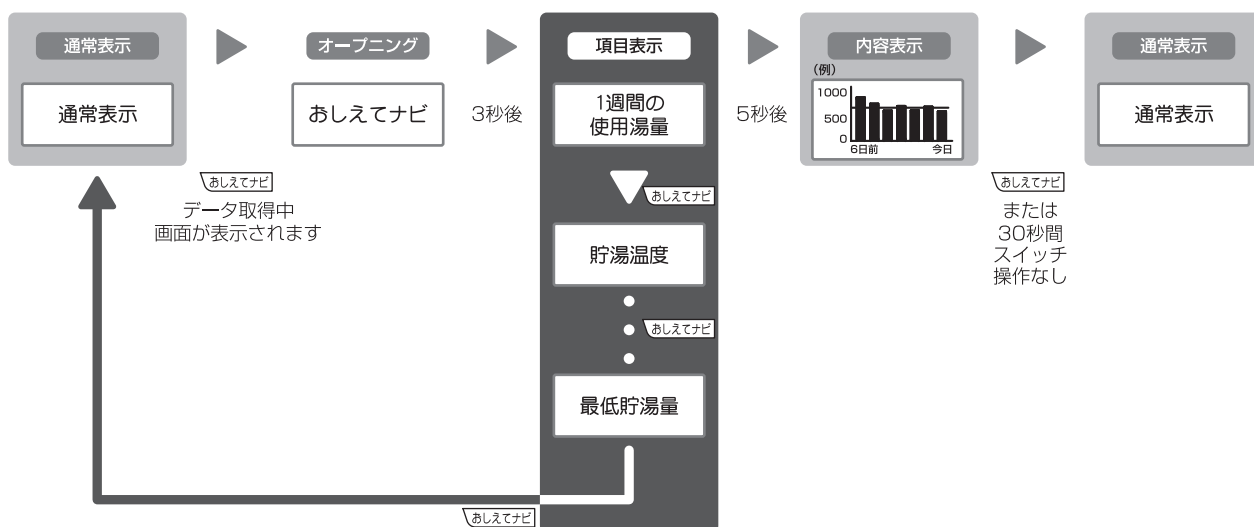 通常表示
オープニング
項目表示
内容表示
通常表示
通常表示
おしえてナビ
3秒後
1週間の
使用湯量
5秒後
(例)
1000
500
0
6日前
今日
通常表示
おしえてナビ
データ取得中
画面が表示されます
おしえてナビ
おしえてナビ
または
30秒間
スイッチ
操作なし
貯湯温度
おしえてナビ
最低貯湯量
おしえてナビ